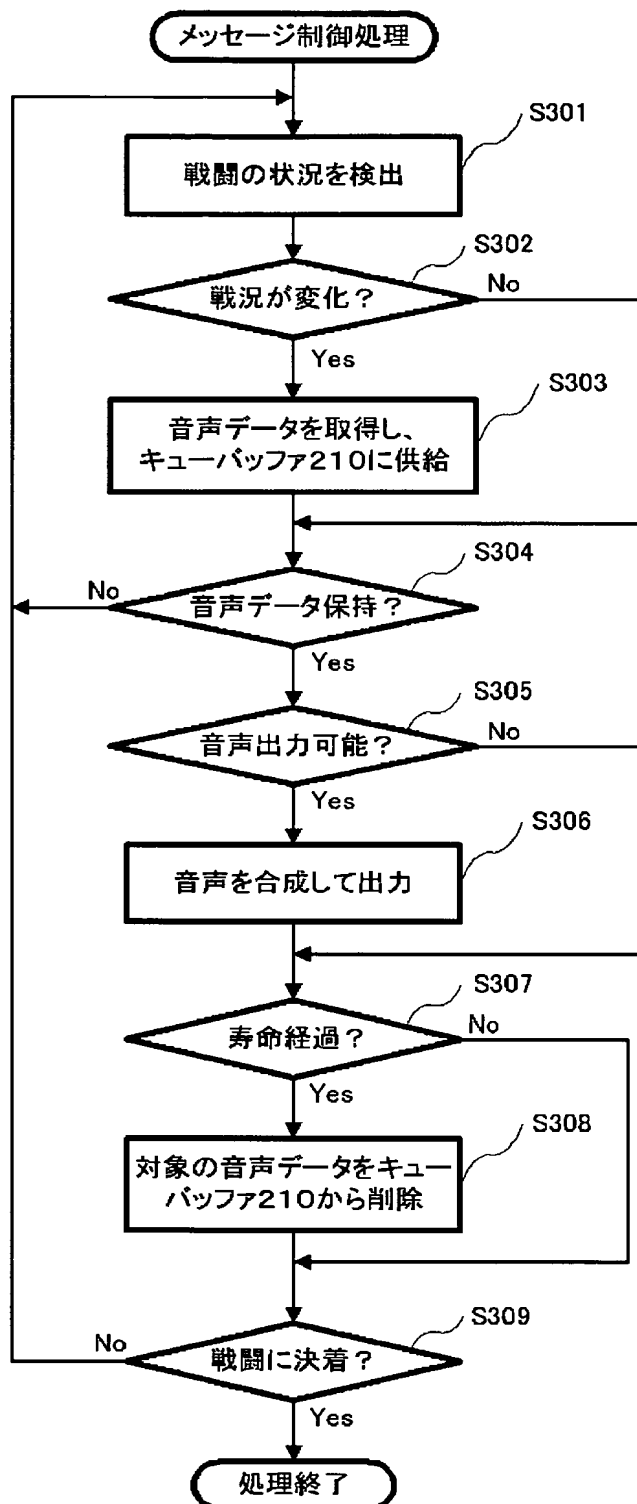 メッセージ制御処理
S301
戦闘の状況を検出
S302
戦況が変化?
No
Yes
S303
音声データを取得し、
キューバッファ210に供給
S304
No
音声データ保持?
Yes
S305
音声出力可能?
No
Yes
S306
音声を合成して出力
S307
寿命経過?
No
Yes
S308
対象の音声データをキュー
バッファ210から削除
S309
No
戦闘に決着?
Yes
処理終了